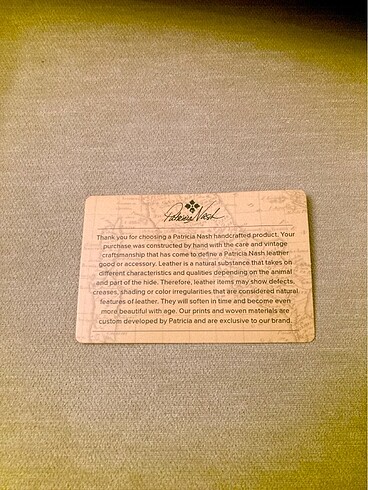 Patricia Nash
Thank you for choosing a Patricia Nash handcrafted product. Your
purchase was constructed by hand with the care and vintage
craftsmanship that has come to define a Patricia Nash leather
good or accessory. Leather is a natural substance that takes on
different characteristics and qualities depending on the animal
and part of the hide. Therefore, leather items may show defects,
creases, shading or color irregularities that are considered natural
features of leather. They will soften in time and become even
more beautiful with age. Our prints and woven materials are
custom developed by Patricia and are exclusive to our brand.